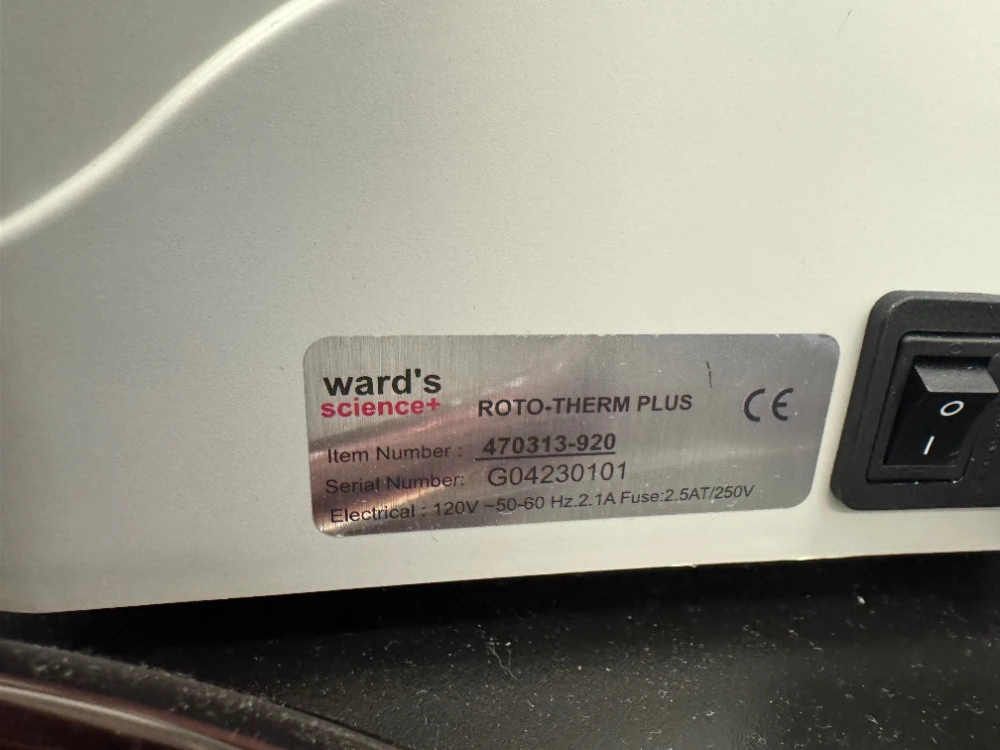 ward's
science+
ROTO-THERM PLUS
CE
Item Number : 470313-920
Serial Number: G04230101
Electrical : 120V ~50-60 Hz.2.1A Fuse:2.5AT/250V
O
I